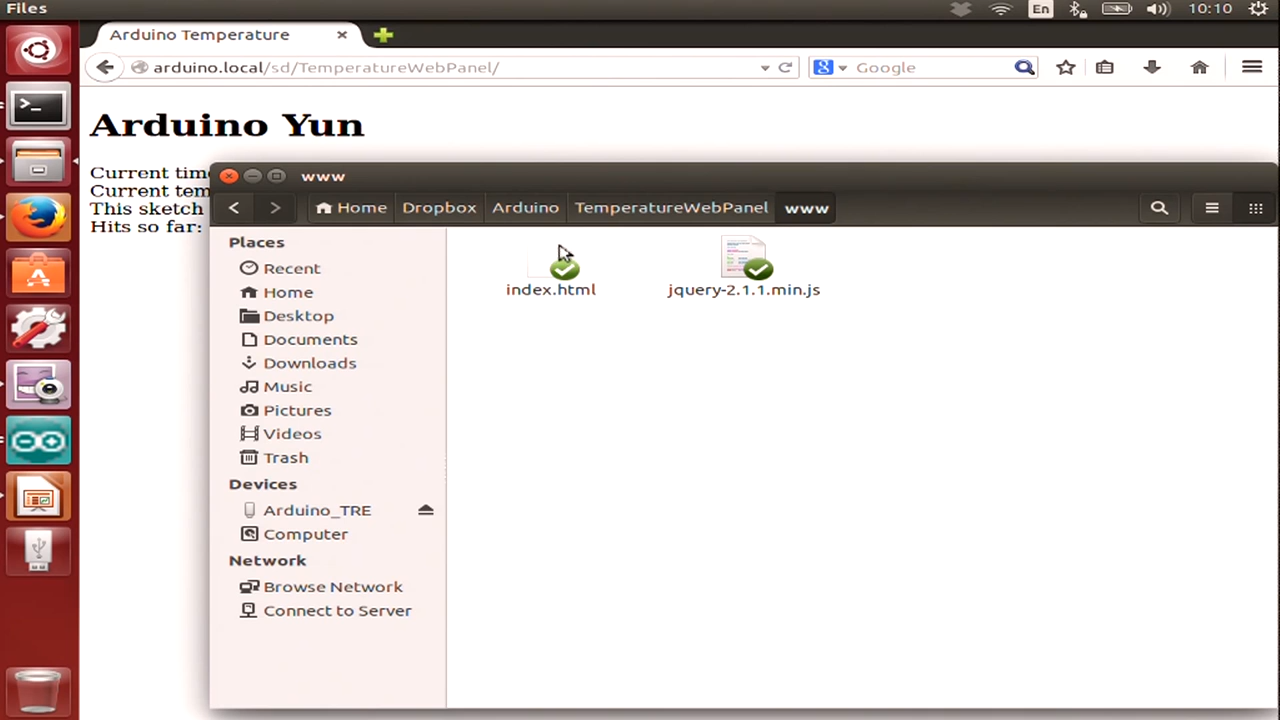 Files
En
10:10
Arduino Temperature
arduino.local/sd/TemperatureWebPanel/
Google
Arduino Yun
Current time
Current tem
This sketch
Hits so far:
www
Home
Dropbox
Arduino
TemperatureWebPanel
www
Places
Recent
Home
Desktop
Documents
Downloads
Music
Pictures
Videos
Trash
Devices
Arduino_TRE
Computer
Network
Browse Network
Connect to Server
index.html
jquery-2.1.1.min.js